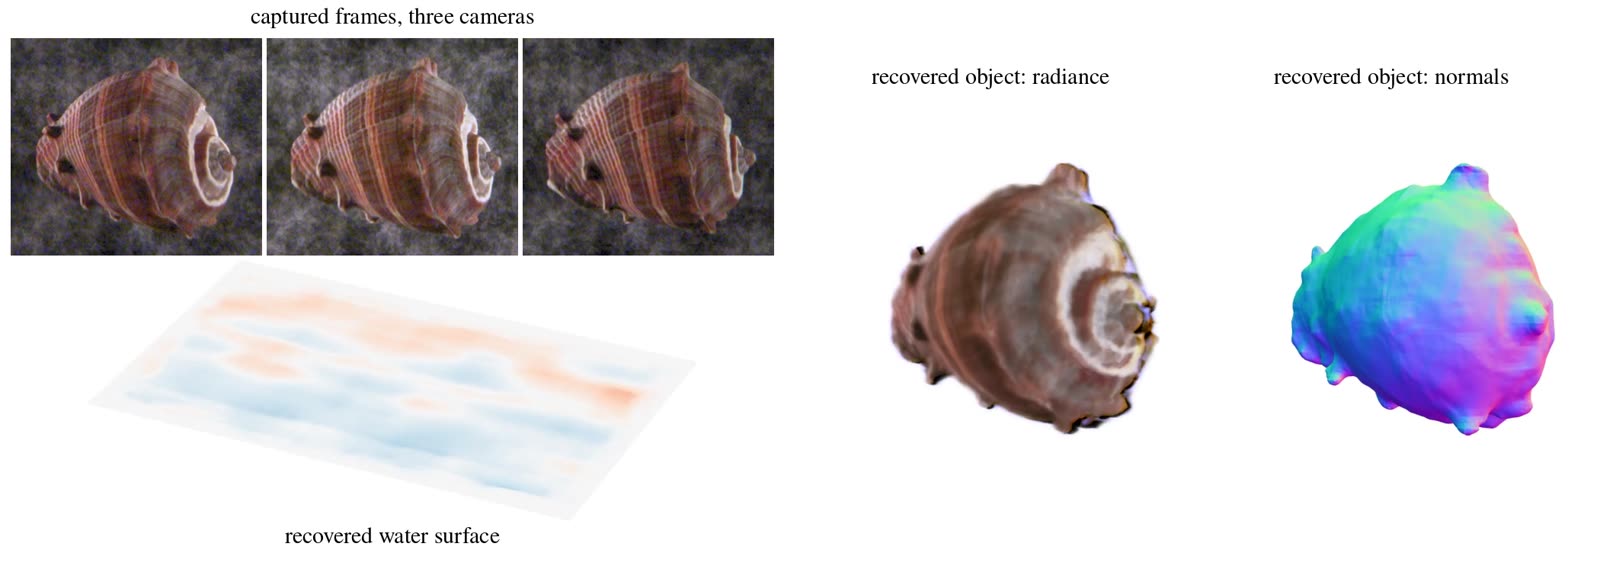 captured frames, three cameras
recovered object: radiance
recovered object: normals
recovered water surface